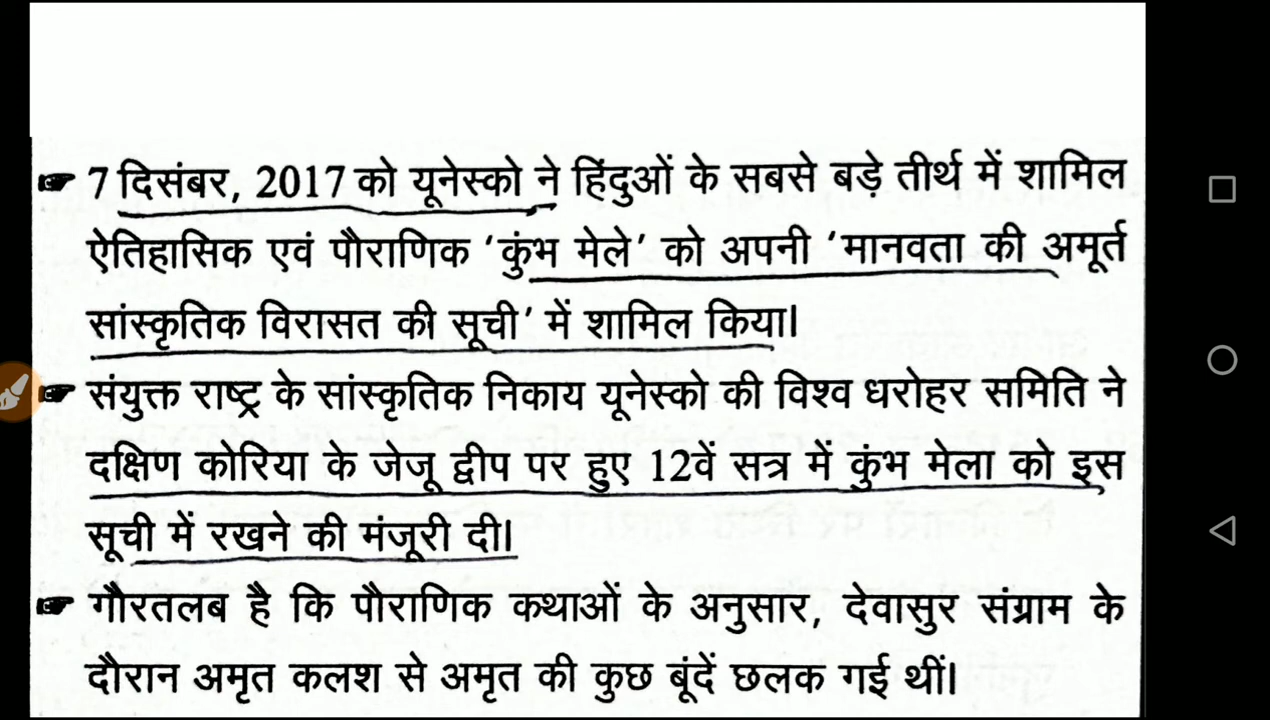 ☛ 7 दिसंबर, 2017 को यूनेस्को ने हिंदुओं के सबसे बड़े तीर्थ में शामिल
ऐतिहासिक एवं पौराणिक ‘कुंभ मेले’ को अपनी ‘मानवता की अमूर्त
सांस्कृतिक विरासत की सूची’ में शामिल किया।
☛ संयुक्त राष्ट्र के सांस्कृतिक निकाय यूनेस्को की विश्व धरोहर समिति ने
दक्षिण कोरिया के जेजू द्वीप पर हुए 12वें सत्र में कुंभ मेला को इस
सूची में रखने की मंजूरी दी।
☛ गौरतलब है कि पौराणिक कथाओं के अनुसार, देवासुर संग्राम के
दौरान अमृत कलश से अमृत की कुछ बूंदें छलक गई थीं।